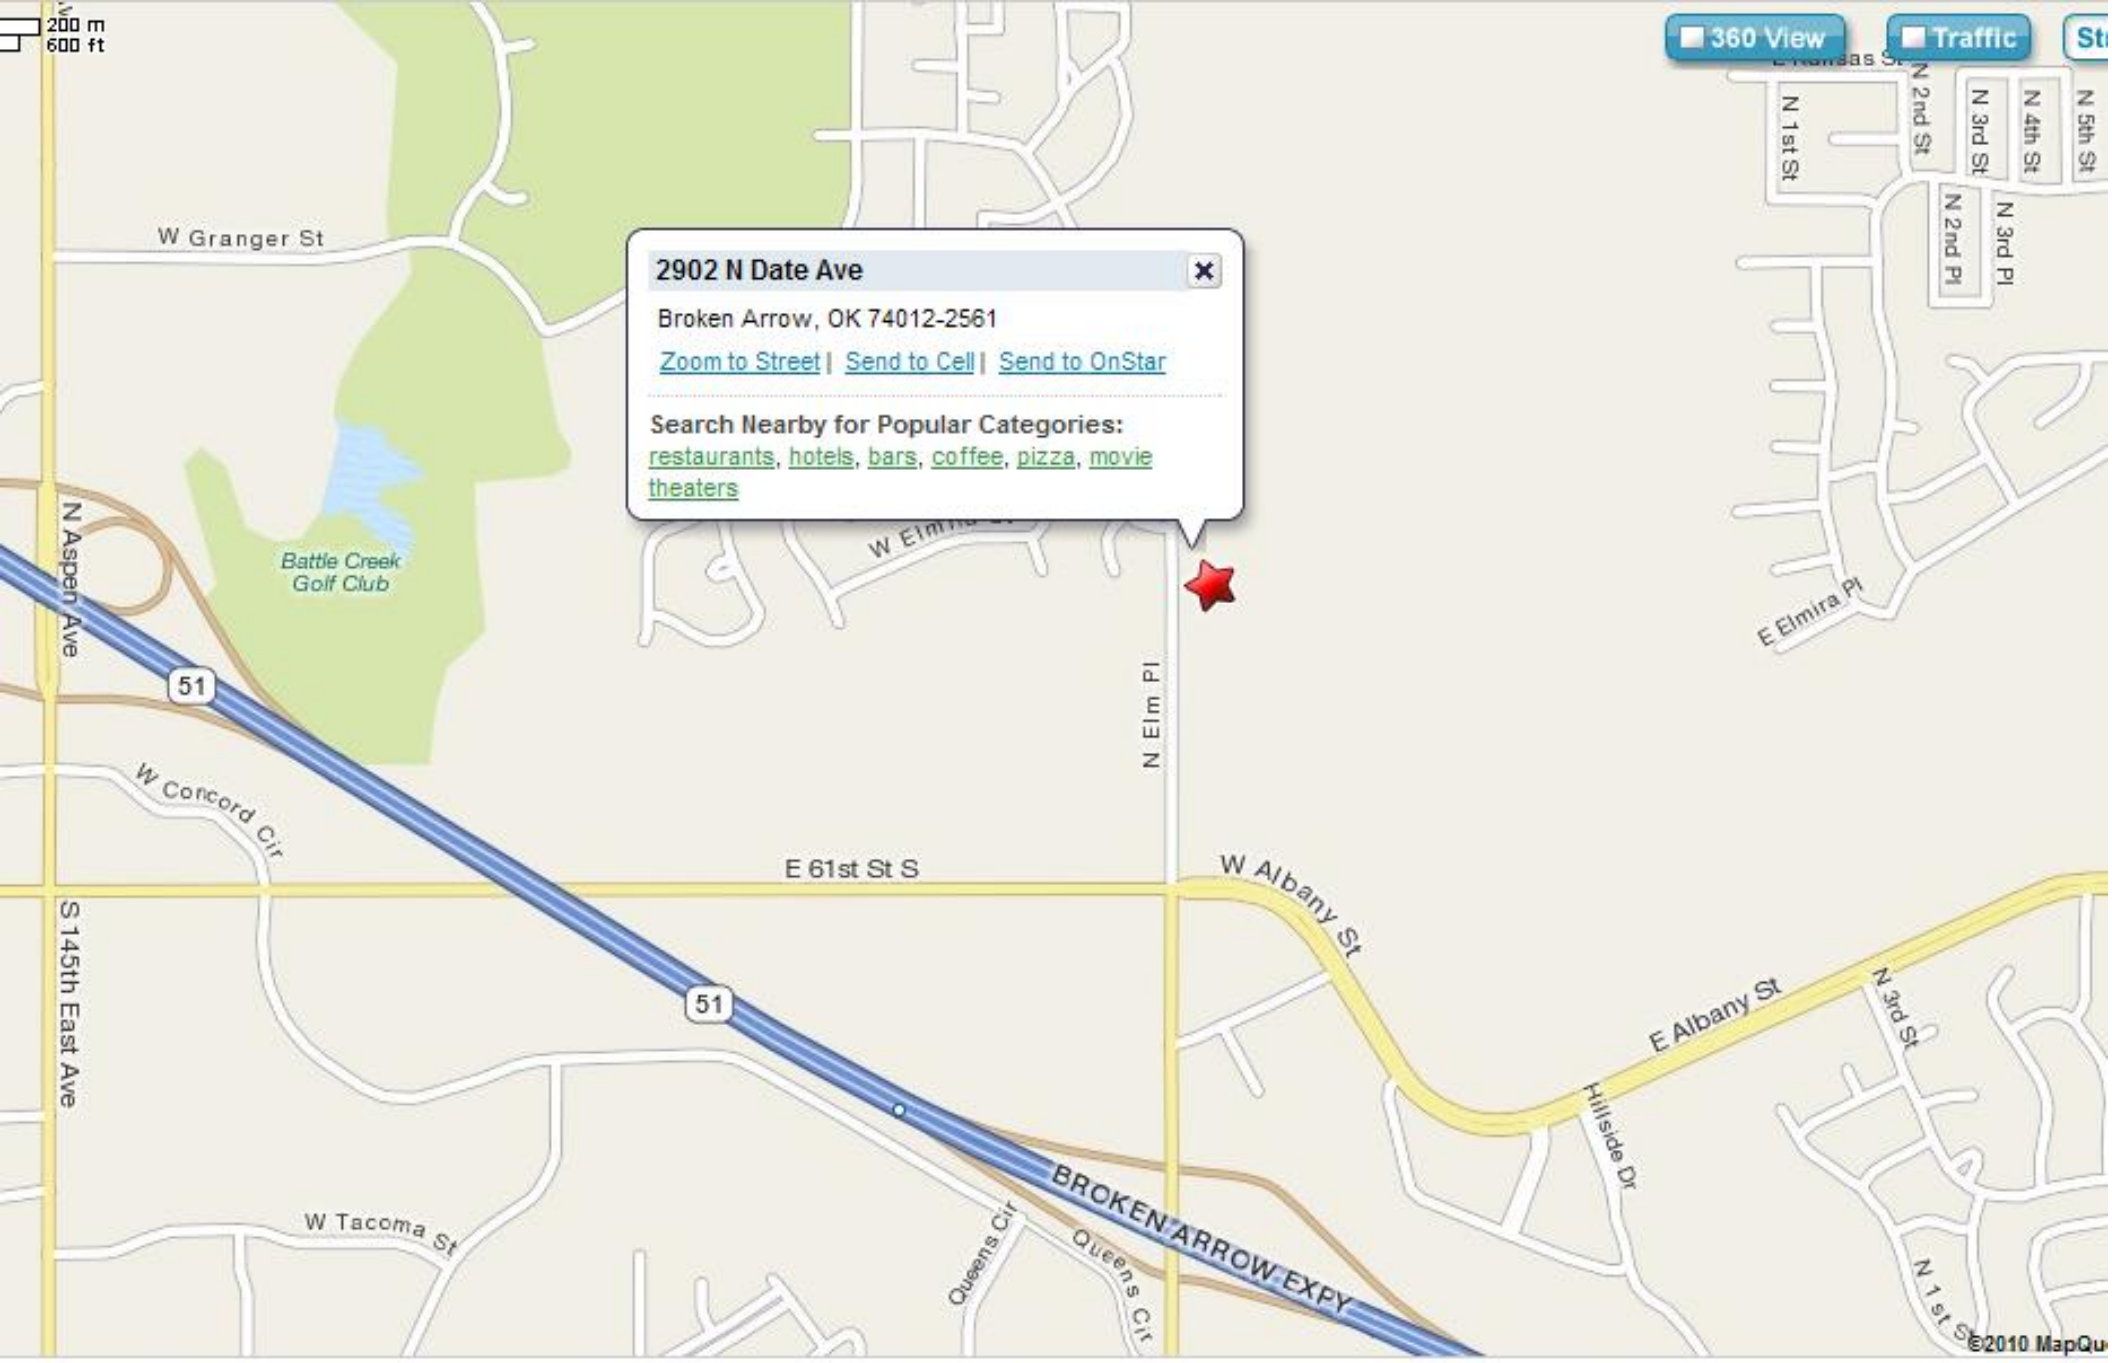 200 m
600 ft
360 View
Traffic
N 1st St
N 2nd St
N 3rd St
N 4th St
N 5th St
N 2nd Pl
N 3rd Pl
W Granger St
2902 N Date Ave
Broken Arrow, OK 74012-2561
Zoom to Street | Send to Cell | Send to OnStar
Search Nearby for Popular Categories:
restaurants, hotels, bars, coffee, pizza, movie
theaters
N Aspen Ave
Battle Creek
Golf Club
W
E Elmira Pl
51
N Elm Pl
W Concord Cir
E 61st St S
W Albany St
S 145th East Ave
51
E Albany St
N 3rd St
Hillside Dr
BROKEN ARROW EXPY
W Tacoma St
Queens Cir
Queens Cir
N 1st St
©2010